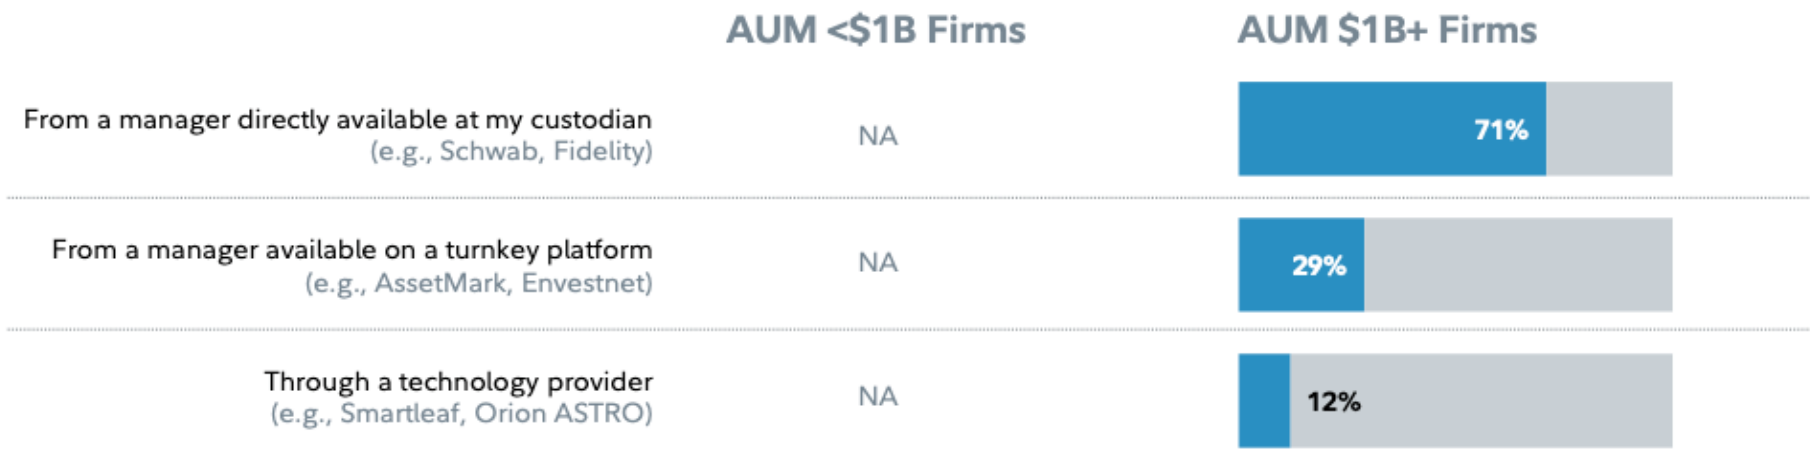 AUM <$1B Firms
AUM $1B+ Firms
From a manager directly available at my custodian
(e.g., Schwab, Fidelity)
NA
71%
From a manager available on a turnkey platform
(e.g., AssetMark, Envestnet)
NA
29%
Through a technology provider
(e.g., Smartleaf, Orion ASTRO)
NA
12%